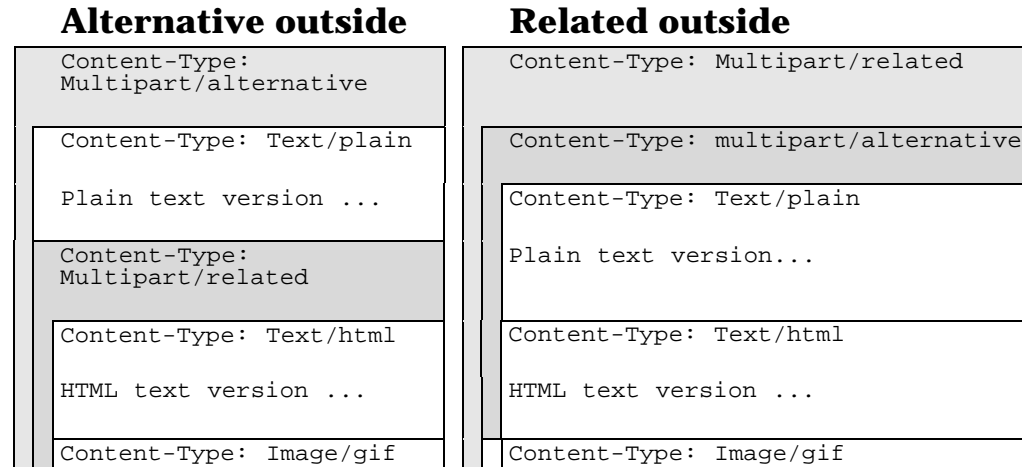 Alternative outside
Content-Type:
Multipart/alternative
Content-Type: Text/plain
Plain text version ...
Content-Type:
Multipart/related
Content-Type: Text/html
HTML text version ...
Content-Type: Image/gif
Related outside
Content-Type: Multipart/related
Content-Type: multipart/alternative
Content-Type: Text/plain
Plain text version...
Content-Type: Text/html
HTML text version ...
Content-Type: Image/gif